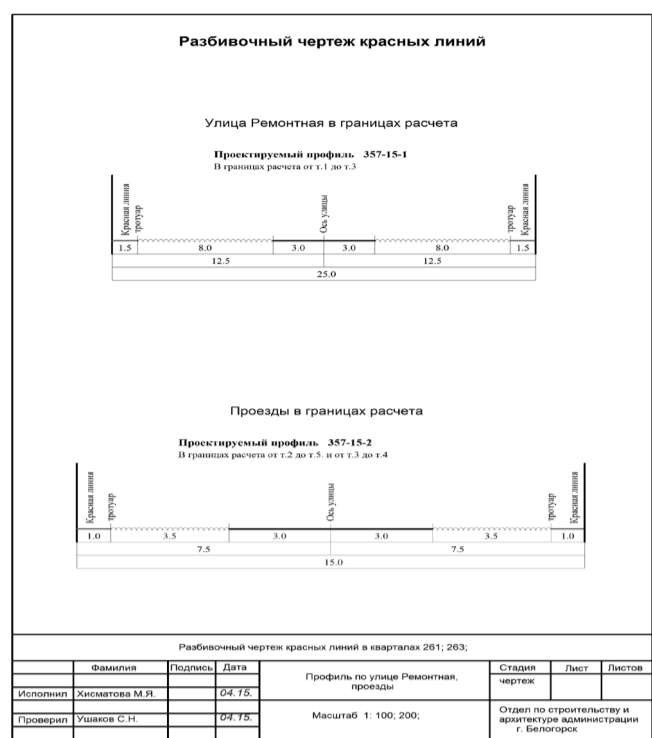 Разбивочный чертеж красных линий
Улица Ремонтная в границах расчета
Проектируемый профиль 357-15-1
В границах расчета от т.1 до т.3
Красная линия
тротуар
Ось улицы
тротуар
Красная линия
1.5 8.0 3.0 3.0 8.0 1.5
12.5 12.5
25.0
Проезды в границах расчета
Проектируемый профиль 357-15-2
В границах расчета от т.2 до т.5. и от т.3 до т.4
Красная линия
тротуар
Ось улицы
тротуар
Красная линия
1.0 3.5 3.0 3.0 3.5 1.0
7.5 7.5
15.0
Разбивочный чертеж красных линий в кварталах 261; 263;
Фамилия Подпись Дата
Исполнил Хисматова М.Я. 04.15.
Проверил Ушаков С.Н. 04.15.
Профиль по улице Ремонтная,
проезды
Масштаб 1: 100; 200;
Стадия Лист Листов
чертеж
Отдел по строительству и
архитектуре администрации
г. Белогорск